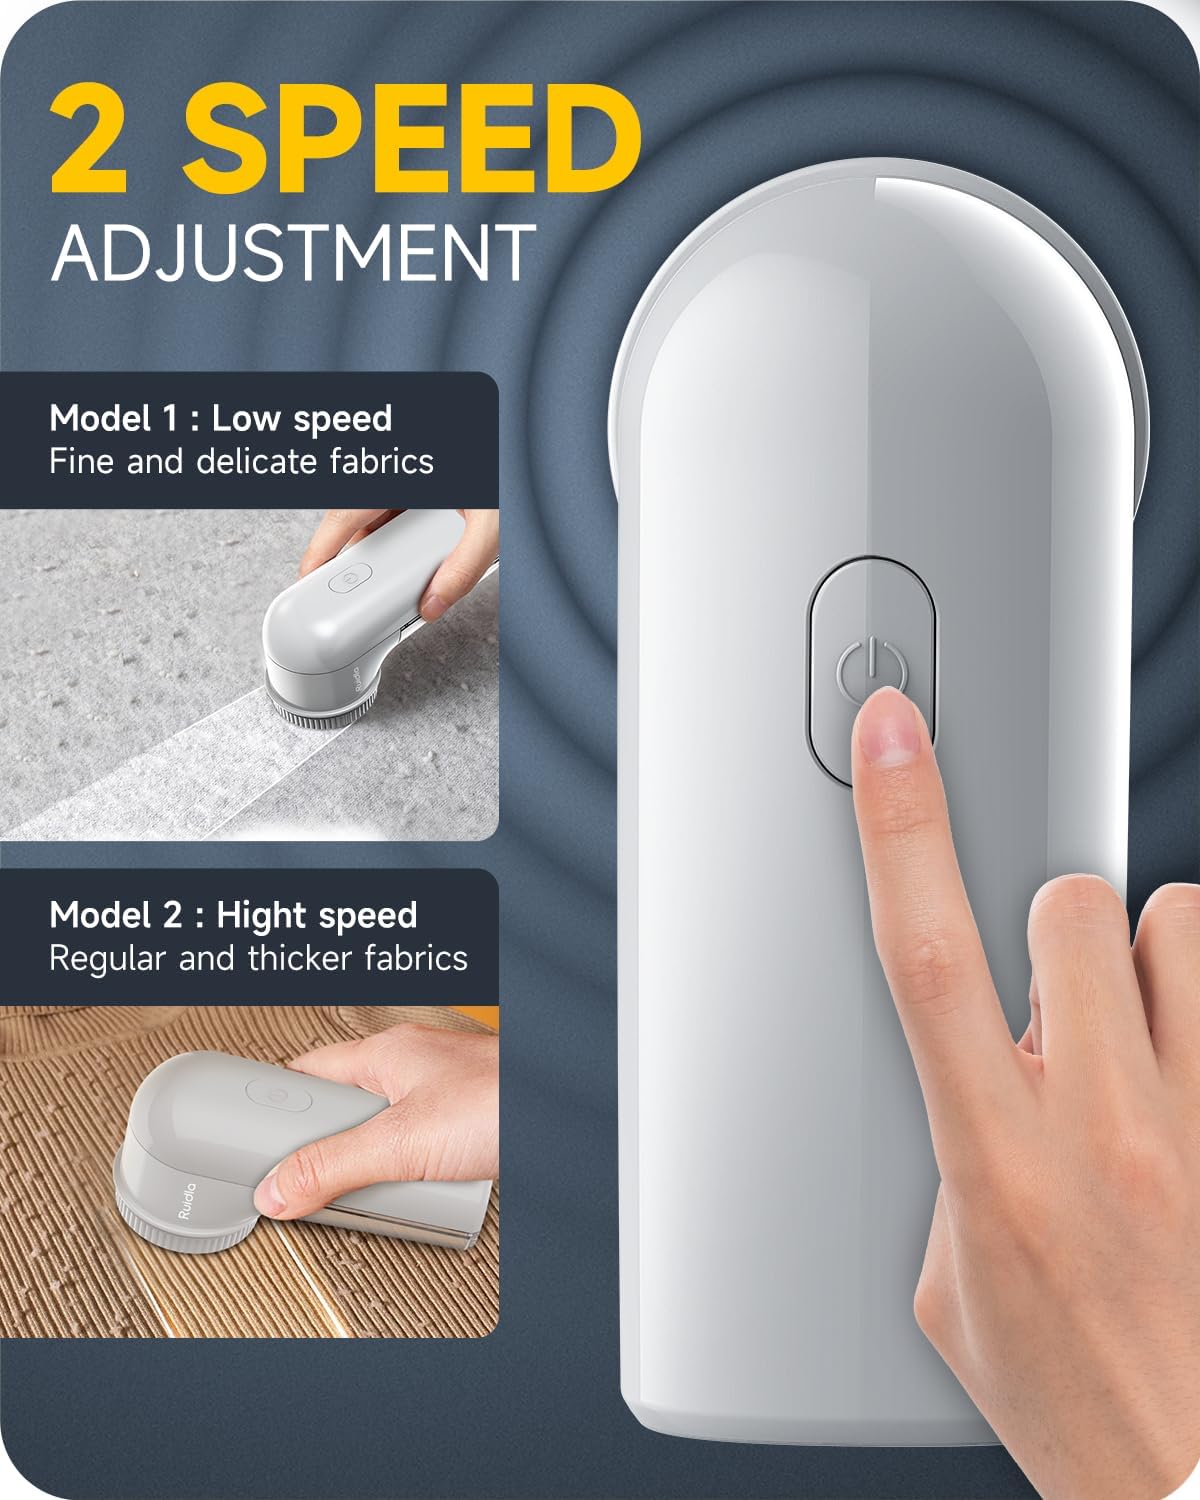 2 SPEED
ADJUSTMENT
Model 1 : Low speed
Fine and delicate fabrics
Ruidla
Model 2 : Hight speed
Regular and thicker fabrics
Ruidla